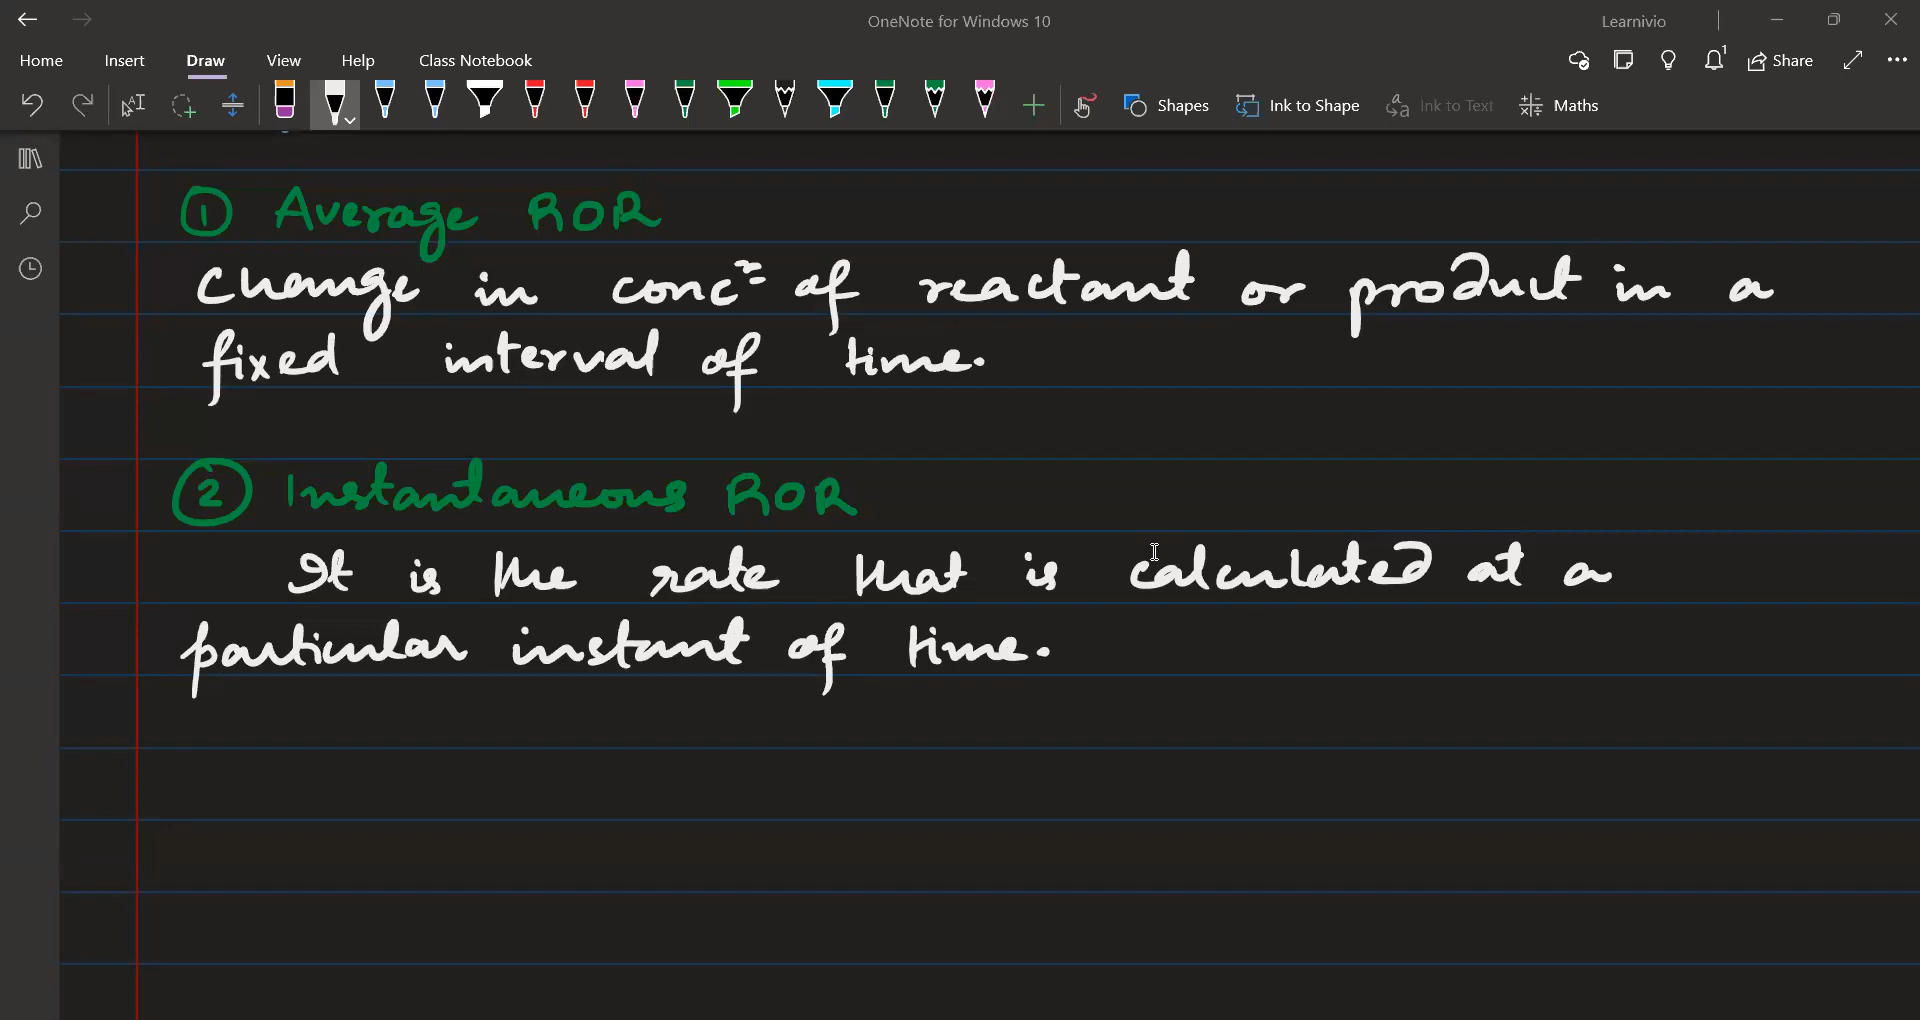 OneNote for Windows 10
Learnivio
Home Insert Draw View Help Class Notebook
1
Share
Shapes Ink to Shape Ink to Text Maths
① Average ROR
Change in concⁿ of reactant or product in a
fixed interval of time.
② Instantaneous ROR
It is the rate that is calculated at a
particular instant of time.